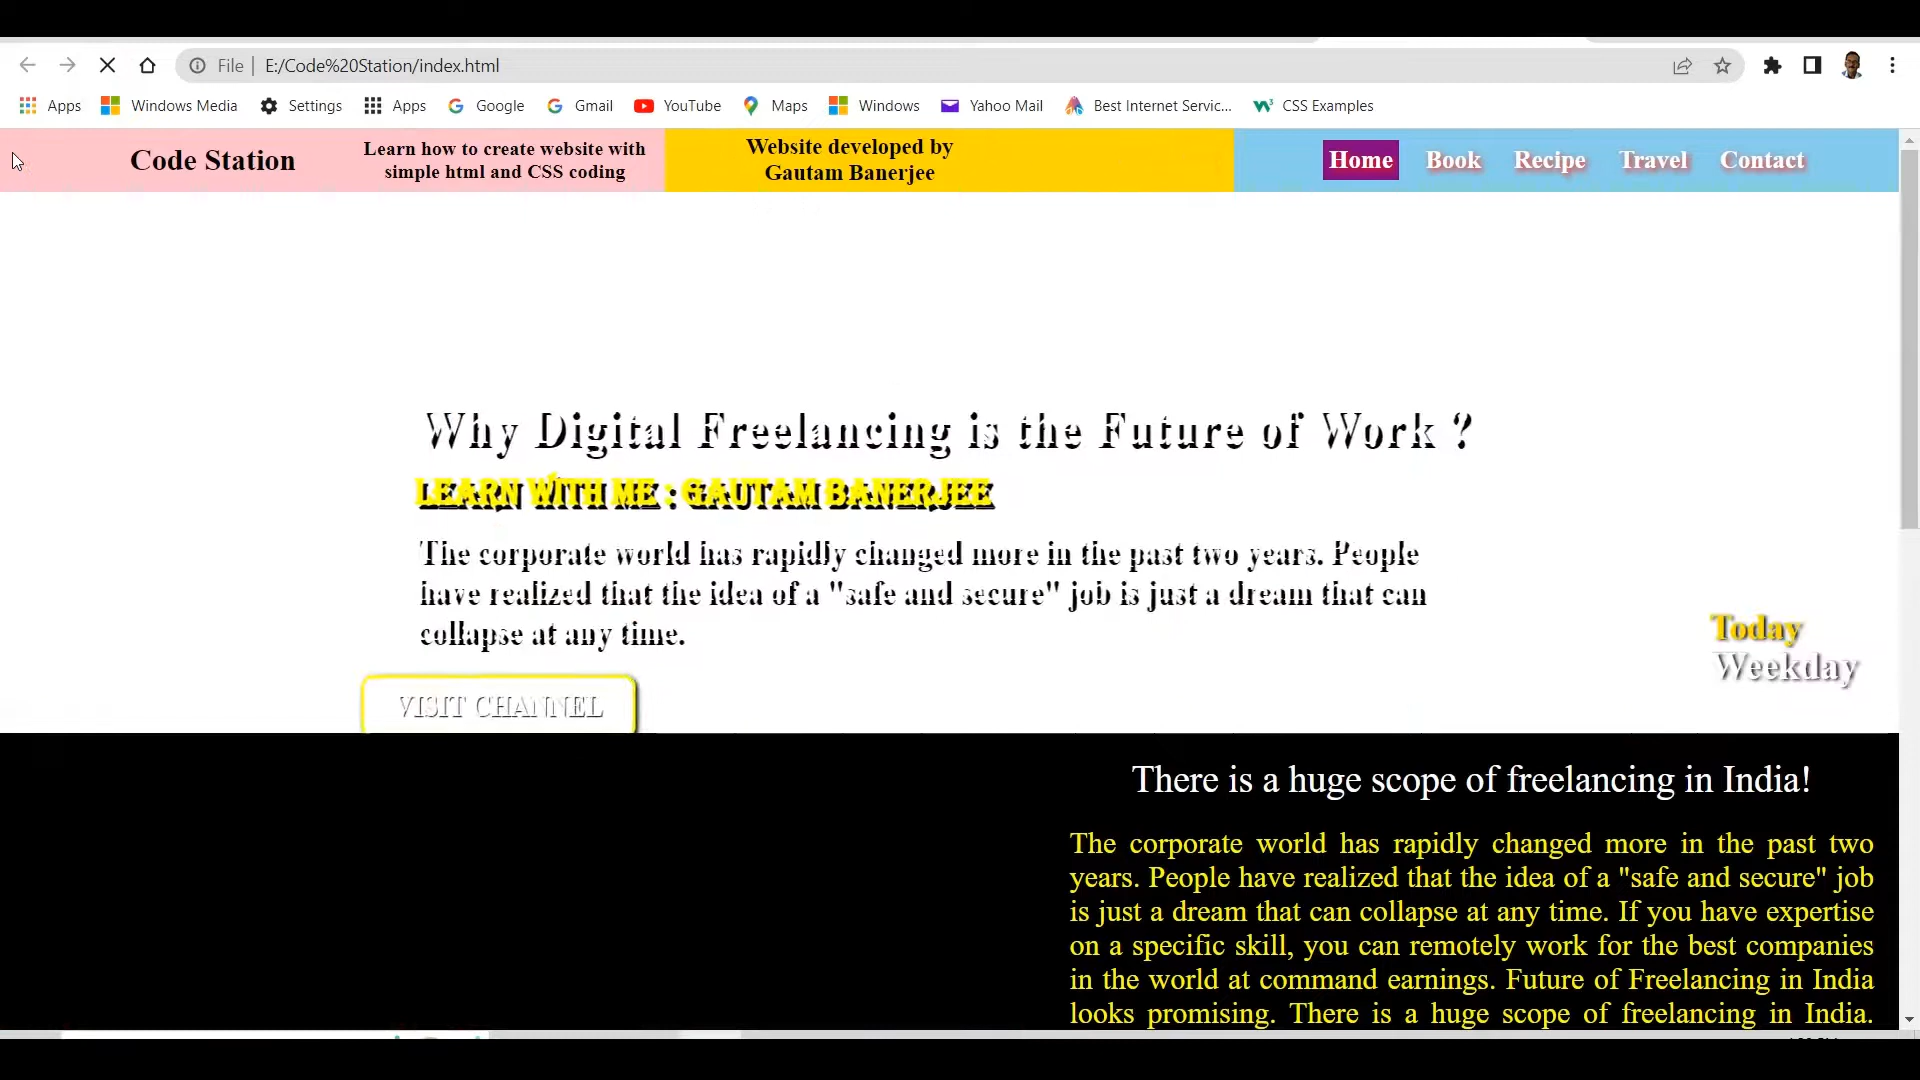 File | E:/Code%20Station/index.html
Apps Windows Media Settings Apps Google Gmail YouTube Maps Windows Yahoo Mail Best Internet Servic... CSS Examples
Code Station
Learn how to create website with
simple html and CSS coding
Website developed by
Gautam Banerjee
Home Book Recipe Travel Contact
Why Digital Freelancing is the Future of Work ?
LEARN WITH ME : GAUTAM BANERJEE
The corporate world has rapidly changed more in the past two years. People
have realized that the idea of a "safe and secure" job is just a dream that can
collapse at any time.
Today
Weekday
VISIT CHANNEL
There is a huge scope of freelancing in India!
The corporate world has rapidly changed more in the past two
years. People have realized that the idea of a "safe and secure" job
is just a dream that can collapse at any time. If you have expertise
on a specific skill, you can remotely work for the best companies
in the world at command earnings. Future of Freelancing in India
looks promising. There is a huge scope of freelancing in India.